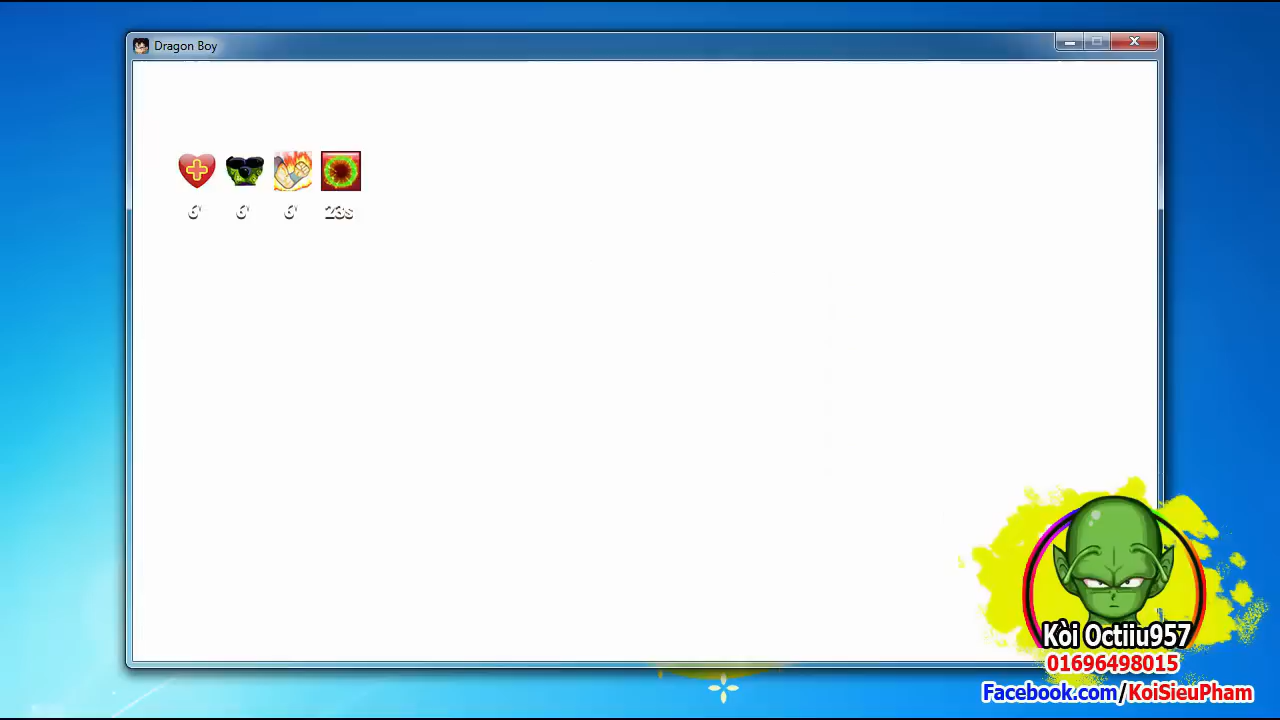 Dragon Boy
6' 6' 6' 23s
Kòi Octiiu957
01696498015
Facebook.com/KoiSieuPham